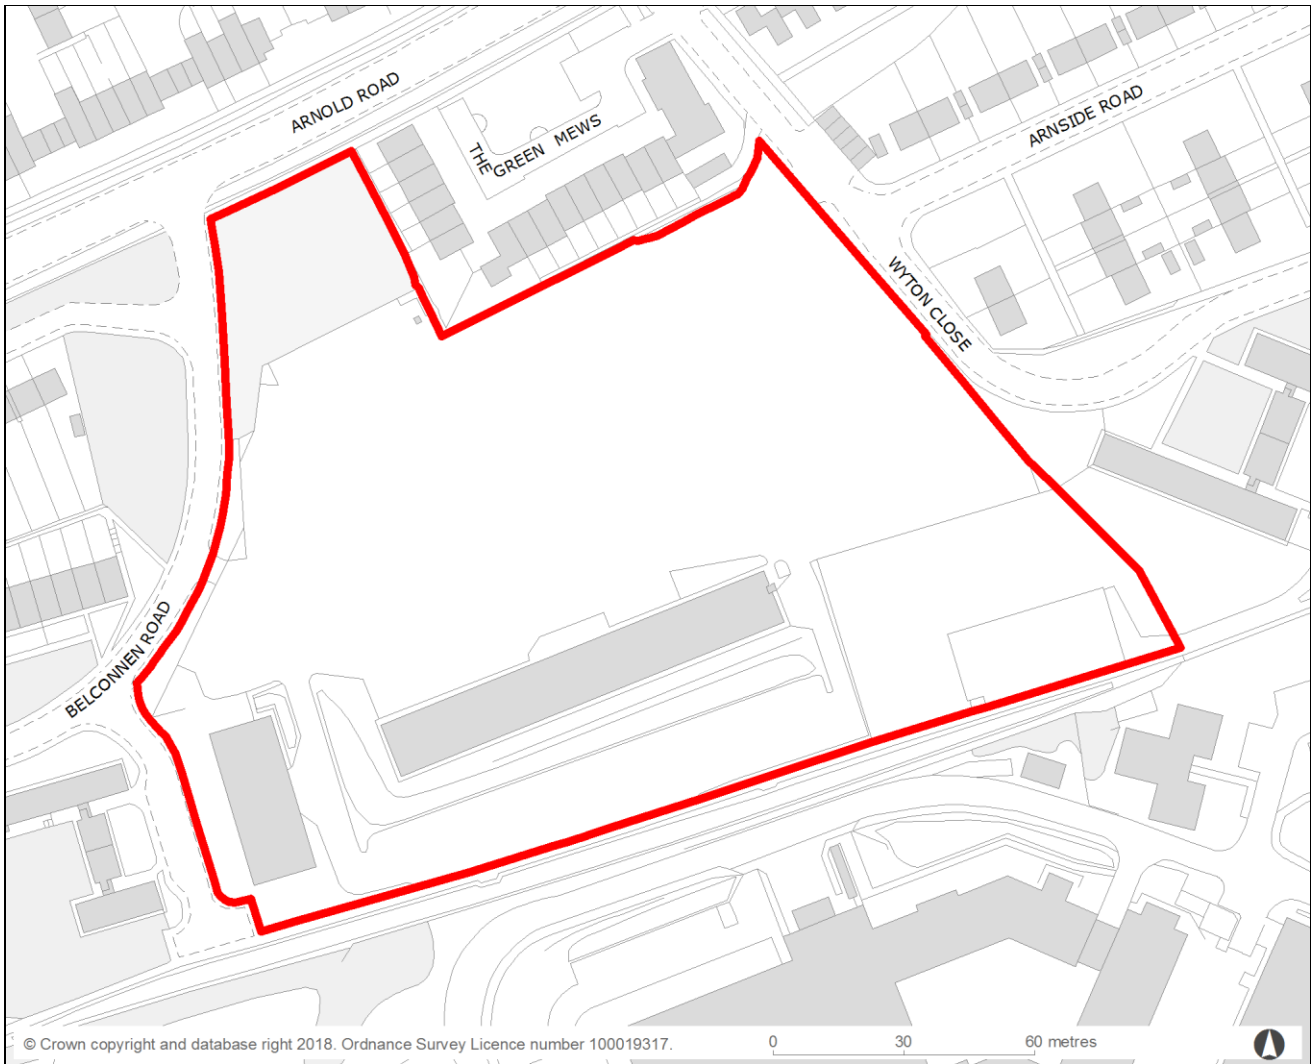 ARNOLD ROAD
THE GREEN MEWS
ARNSIDE ROAD
WYTON CLOSE
BELCONNEN ROAD
© Crown copyright and database right 2018. Ordnance Survey Licence number 100019317.
0 30 60 metres